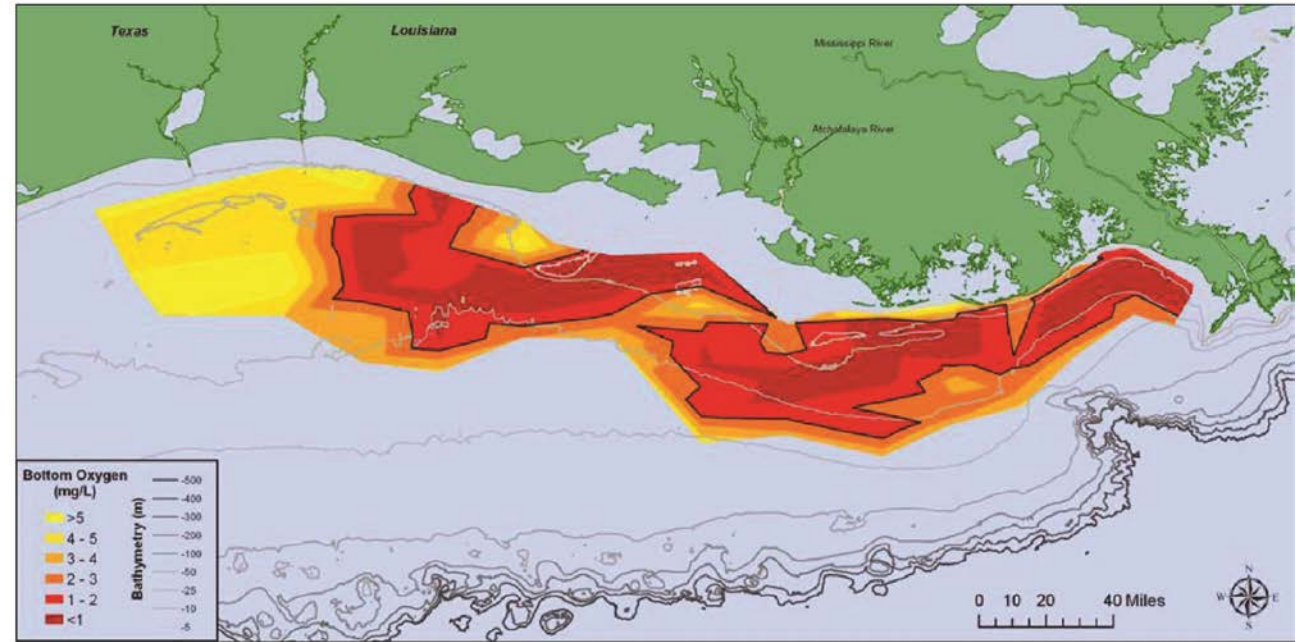 Texas
Louisiana
Mississippi River
Atchafalaya River
Bottom Oxygen
(mg/L)
>5
4 - 5
3 - 4
2 - 3
1 - 2
<1
Bathymetry (m)
-500
-400
-300
-200
-100
-50
-25
-10
-5
0 10 20 40 Miles
N
W E
S